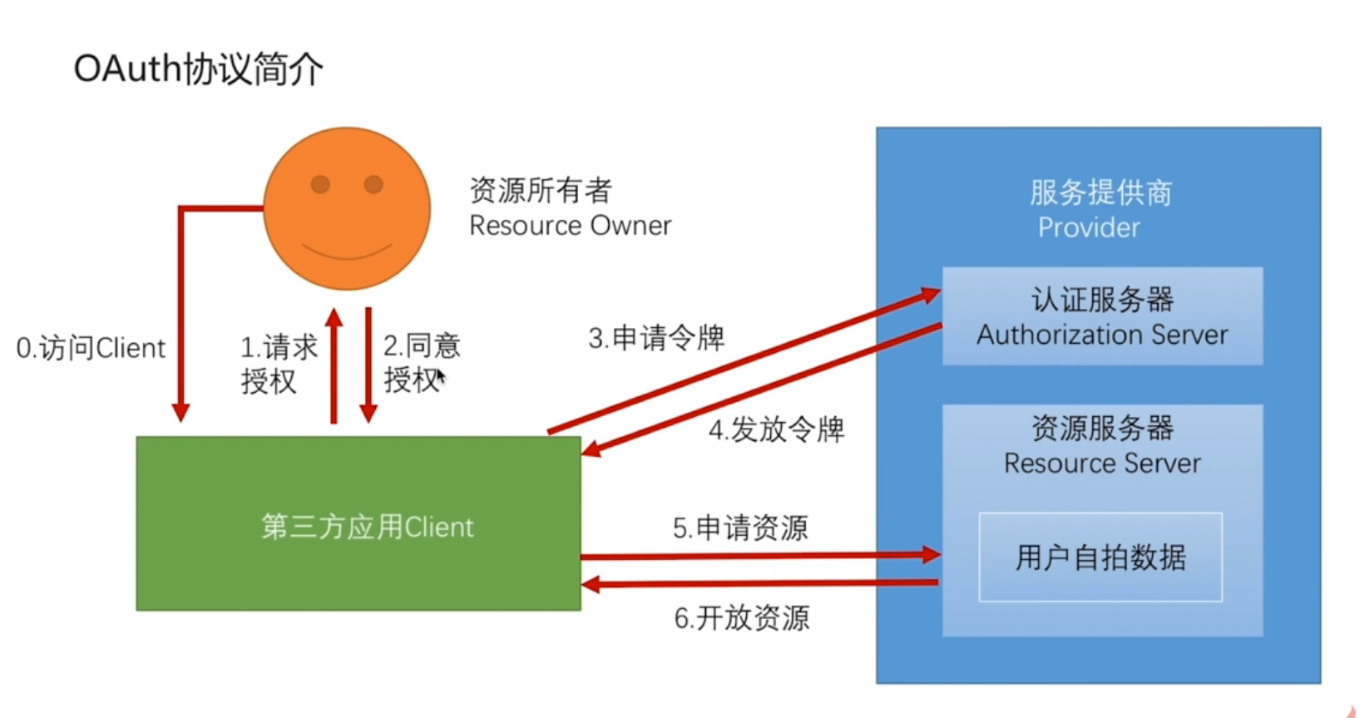 OAuth协议简介
资源所有者
Resource Owner
服务提供商
Provider
认证服务器
Authorization Server
0.访问Client
1.请求
授权
2.同意
授权
3.申请令牌
4.发放令牌
资源服务器
Resource Server
第三方应用Client
5.申请资源
用户自拍数据
6.开放资源